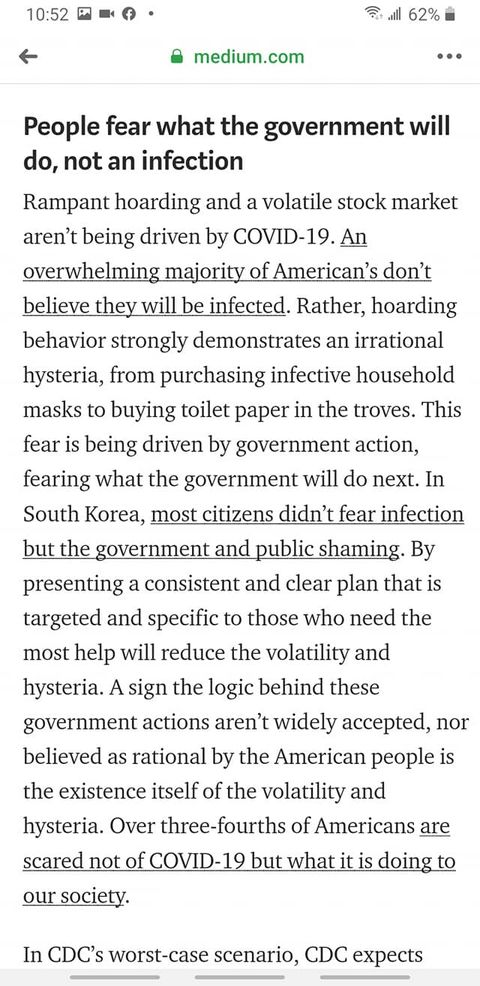 10:52
62%
medium.com
People fear what the government will
do, not an infection
Rampant hoarding and a volatile stock market
aren’t being driven by COVID-19. An
overwhelming majority of American’s don’t
believe they will be infected. Rather, hoarding
behavior strongly demonstrates an irrational
hysteria, from purchasing infective household
masks to buying toilet paper in the troves. This
fear is being driven by government action,
fearing what the government will do next. In
South Korea, most citizens didn’t fear infection
but the government and public shaming. By
presenting a consistent and clear plan that is
targeted and specific to those who need the
most help will reduce the volatility and
hysteria. A sign the logic behind these
government actions aren’t widely accepted, nor
believed as rational by the American people is
the existence itself of the volatility and
hysteria. Over three-fourths of Americans are
scared not of COVID-19 but what it is doing to
our society.
In CDC’s worst-case scenario, CDC expects